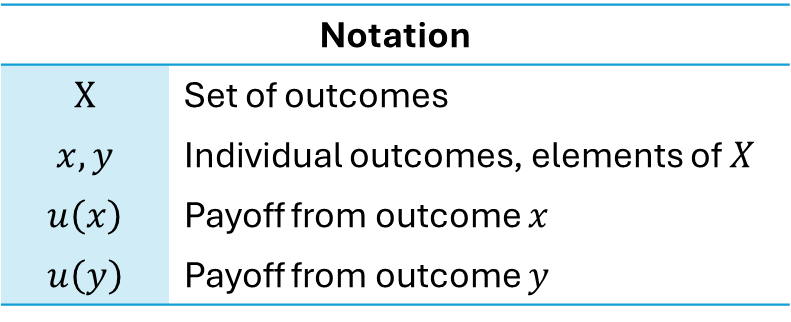 Notation
X Set of outcomes
x, y Individual outcomes, elements of X
u(x) Payoff from outcome x
u(y) Payoff from outcome y